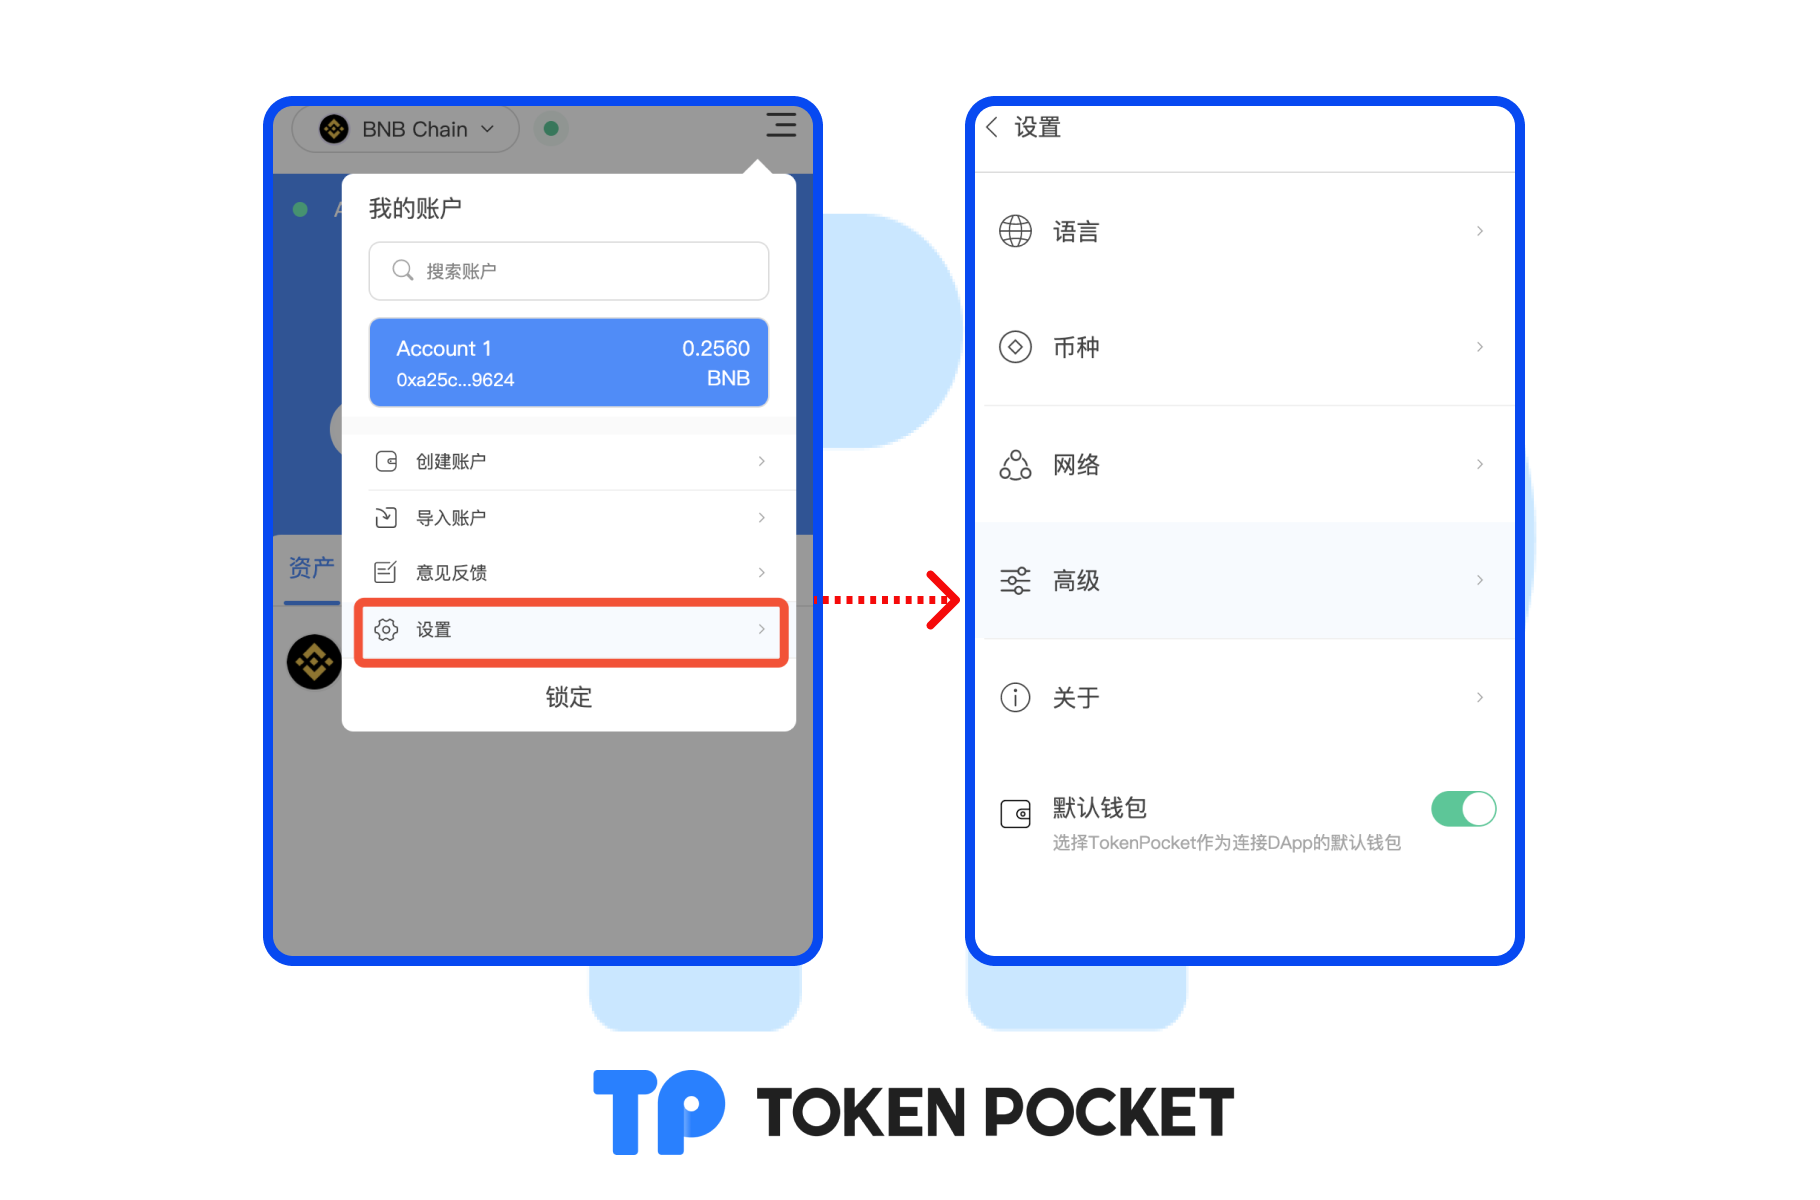 BNB Chain
A
我的账户
搜索账户
Account 1
0.2560
0xa25c...9624
BNB
创建账户
导入账户
资产
意见反馈
设置
锁定
设置
语言
币种
网络
高级
关于
默认钱包
选择TokenPocket作为连接DApp的默认钱包
TP TOKEN POCKET